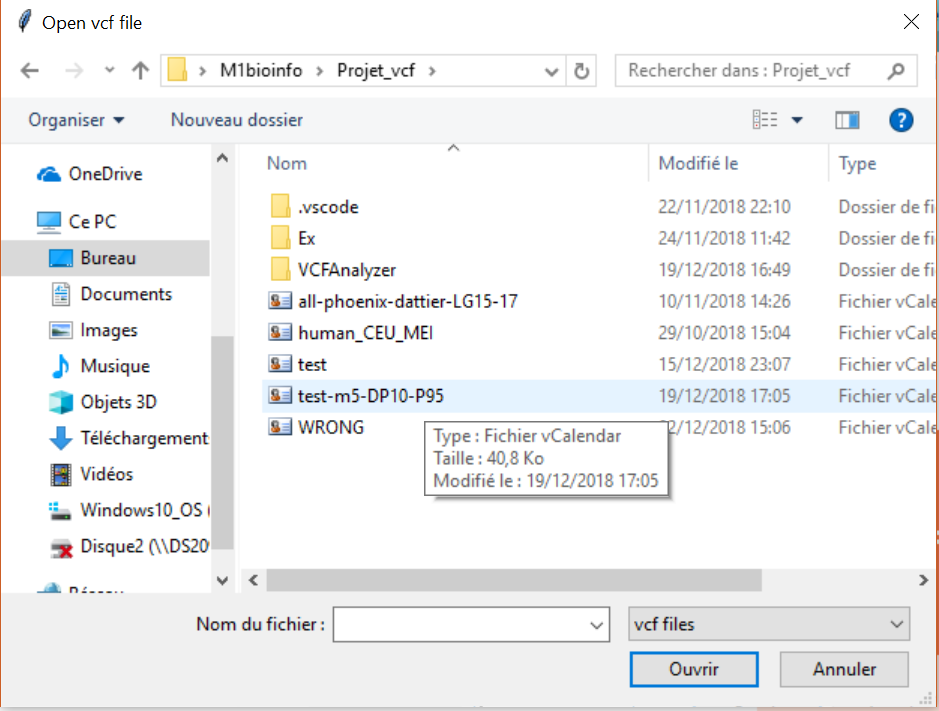 Open vcf file
M1bioinfo > Projet_vcf >
Rechercher dans : Projet_vcf
Organiser
Nouveau dossier
?
OneDrive
Ce PC
Bureau
Documents
Images
Musique
Objets 3D
Téléchargement
Vidéos
Windows10_OS (
Disque2 (\\DS20
Nom Modifié le Type
.vscode 22/11/2018 22:10 Dossier de fi
Ex 24/11/2018 11:42 Dossier de fi
VCFAnalyzer 19/12/2018 16:49 Dossier de fi
all-phoenix-dattier-LG15-17 10/11/2018 14:26 Fichier vCale
human_CEU_MEI 29/10/2018 15:04 Fichier vCale
test 15/12/2018 23:07 Fichier vCale
test-m5-DP10-P95 19/12/2018 17:05 Fichier vCale
WRONG 2/12/2018 15:06 Fichier vCale
Type : Fichier vCalendar
Taille : 40,8 Ko
Modifié le : 19/12/2018 17:05
Nom du fichier :
vcf files
Ouvrir
Annuler